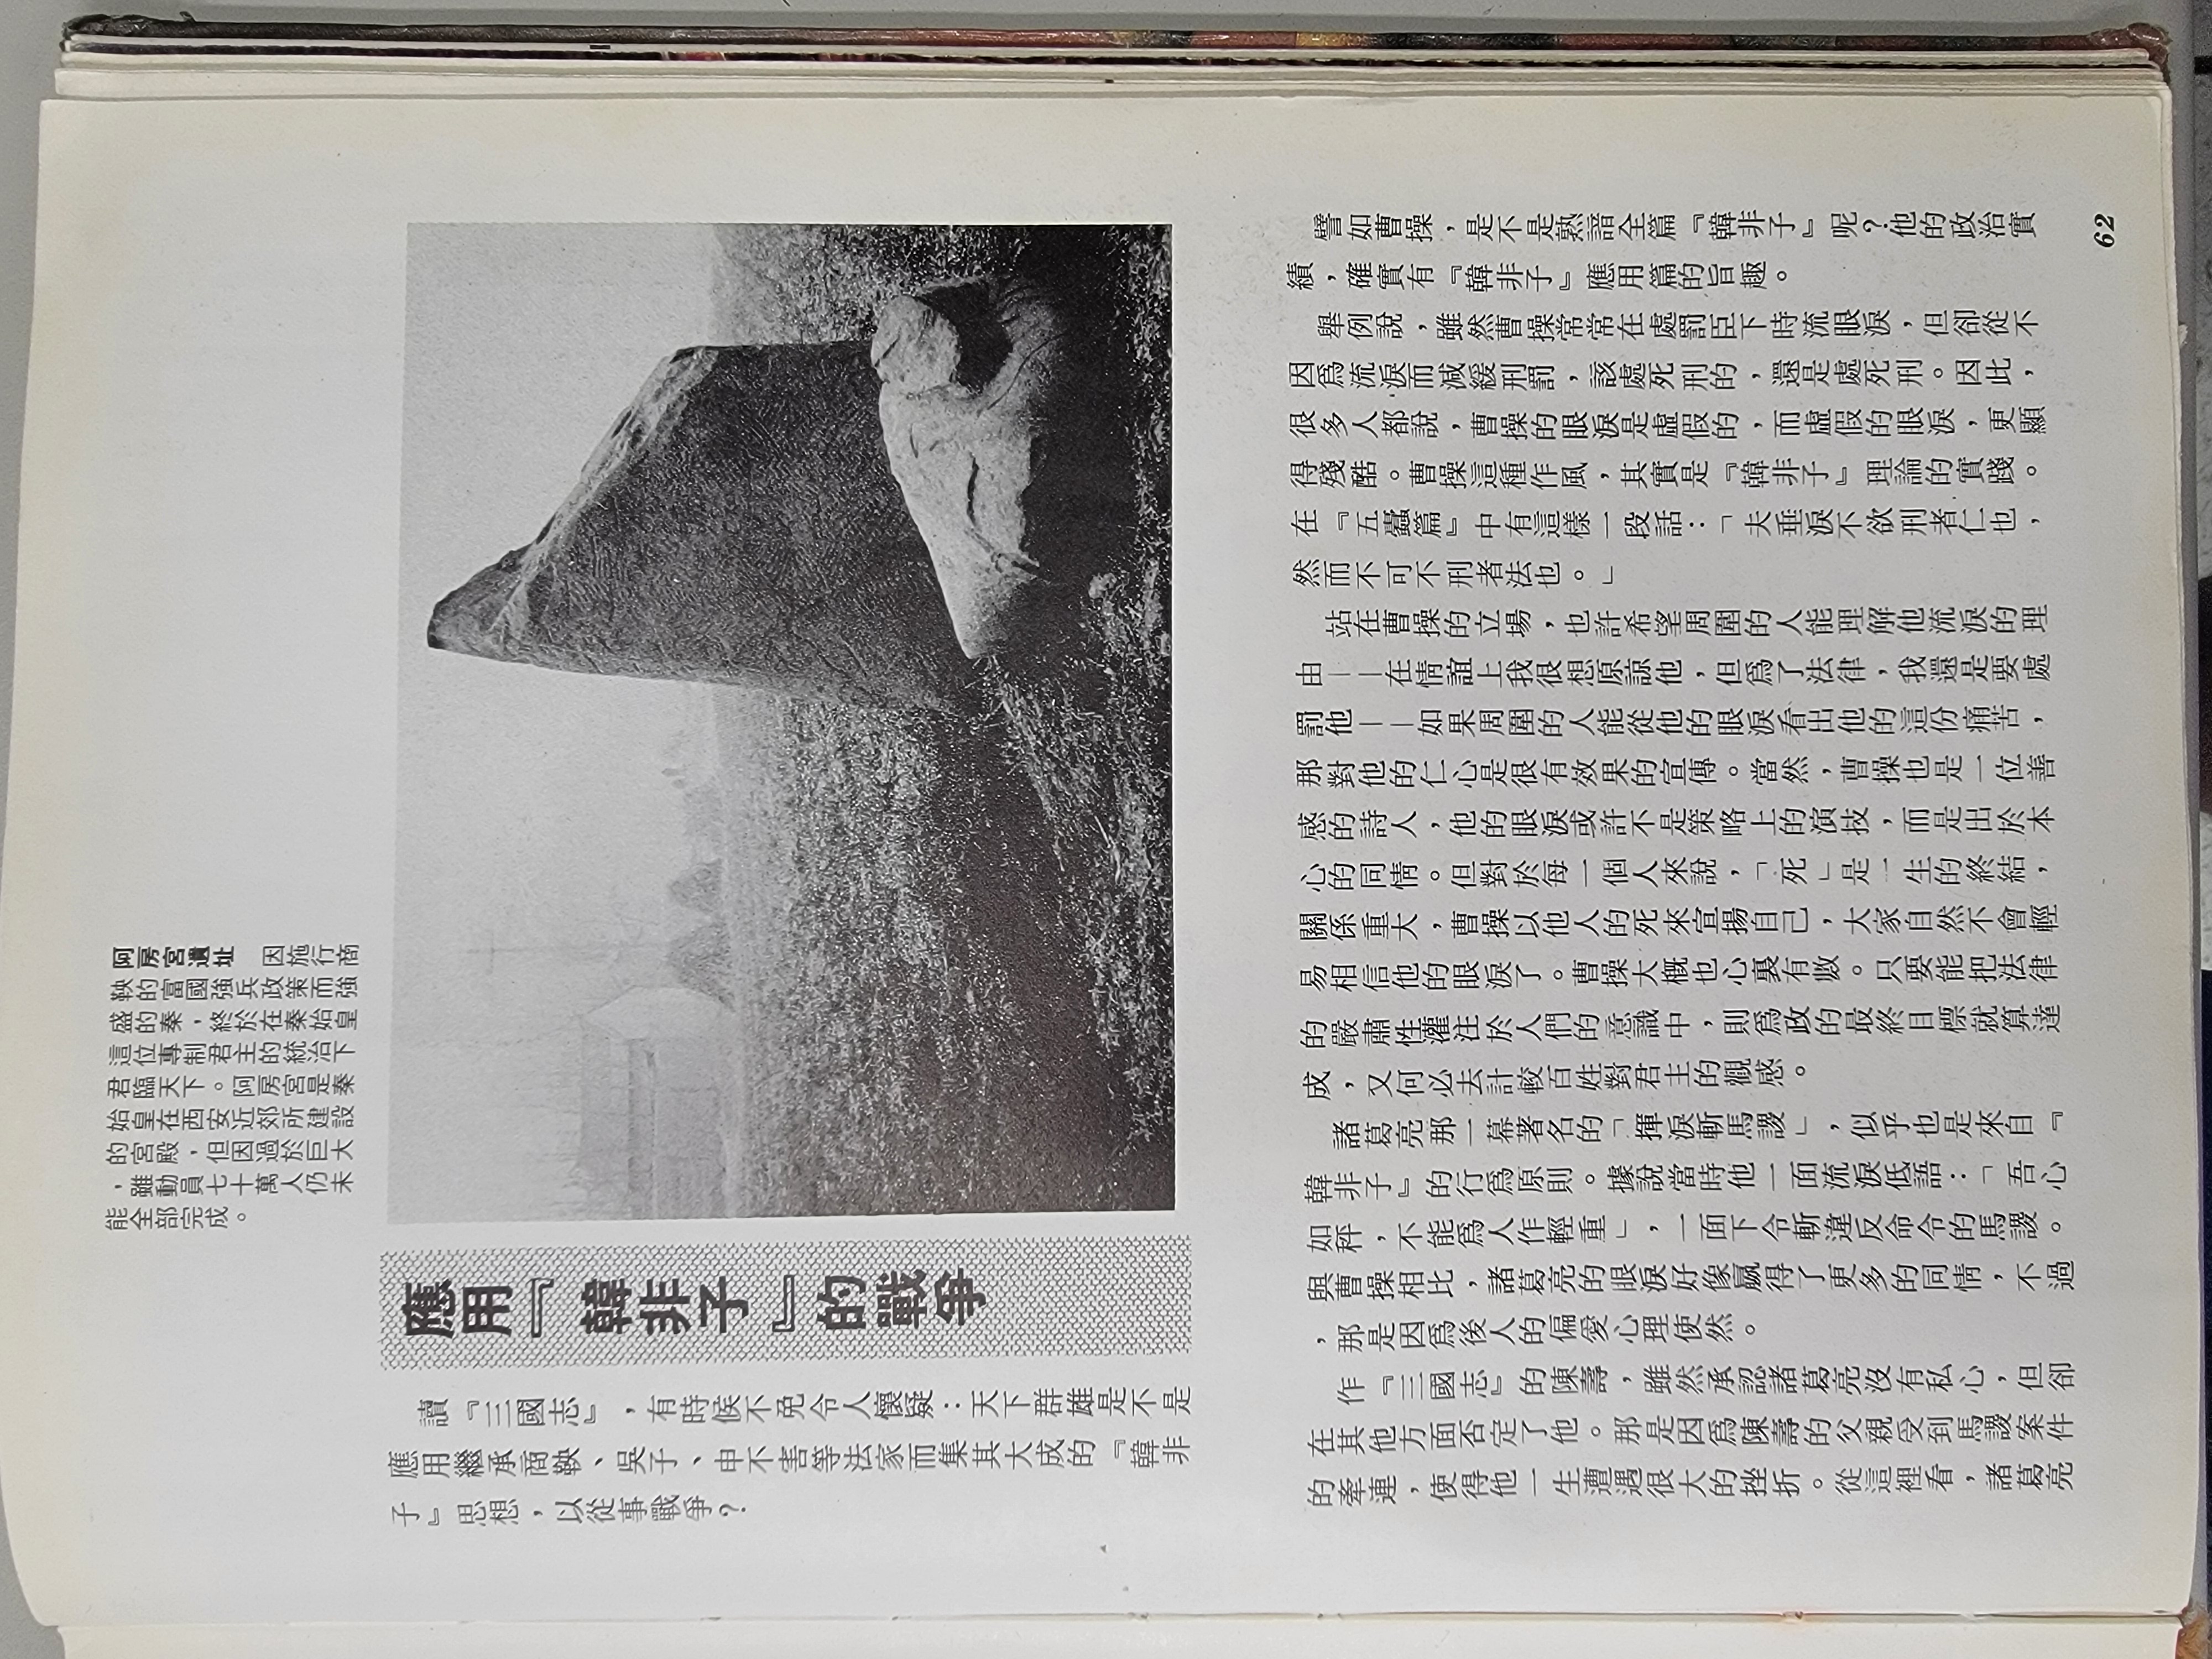 阿房宮遺址　因施行商
鞅的富國強兵政策而強
盛的秦，終於在秦始皇
這位專制君主的統治下
君臨天下。阿房宮是秦
始皇在西安近郊所建設
的宮殿，但因過於巨大
，雖動員七十萬人仍未
能全部完成。
應用『韓非子』的戰爭
讀『三國志』，有時候不免令人懷疑：天下群雄是不是
應用繼承商鞅、吳子、申不害等法家而集其大成的『韓非
子』思想，以從事戰爭？
譬如曹操，是不是熟諳全篇『韓非子』呢？他的政治實
績，確實有『韓非子』應用篇的旨趣。
舉例說，雖然曹操常常在處罰臣下時流眼淚，但卻從不
因爲流淚而減緩刑罰，該處死刑的，還是處死刑。因此，
很多人都說，曹操的眼淚是虛假的，而虛假的眼淚，更顯
得殘酷。曹操這種作風，其實是『韓非子』理論的實踐。
在『五蠹篇』中有這樣一段話：「夫垂淚不欲刑者仁也，
然而不可不刑者法也。」
站在曹操的立場，也許希望周圍的人能理解他流淚的理
由——在情誼上我很想原諒他，但爲了法律，我還是要處
罰他——如果周圍的人能從他的眼淚看出他的這份痛苦，
那對他的仁心是很有效果的宣傳。當然，曹操也是一位善
感的詩人，他的眼淚或許不是策略上的演技，而是出於本
心的同情。但對於每一個人來說，「死」是一生的終結，
關係重大，曹操以他人的死來宣揚自己，大家自然不會輕
易相信他的眼淚了。曹操大概也心裏有數。只要能把法律
的嚴肅性灌注於人們的意識中，則爲政的最終目標就算達
成，又何必去計較百姓對君主的觀感。
諸葛亮那一幕著名的「揮淚斬馬謖」，似乎也是來自『
韓非子』的行爲原則。據說當時他一面流淚低語：「吾心
如秤，不能爲人作輕重」，一面下令斬違反命令的馬謖。
與曹操相比，諸葛亮的眼淚好像嬴得了更多的同情，不過
，那是因爲後人的偏愛心理使然。
作『三國志』的陳壽，雖然承認諸葛亮沒有私心，但卻
在其他方面否定了他。那是因爲陳壽的父親受到馬謖案件
的牽連，使得他一生遭遇很大的挫折。從這裡看，諸葛亮
62